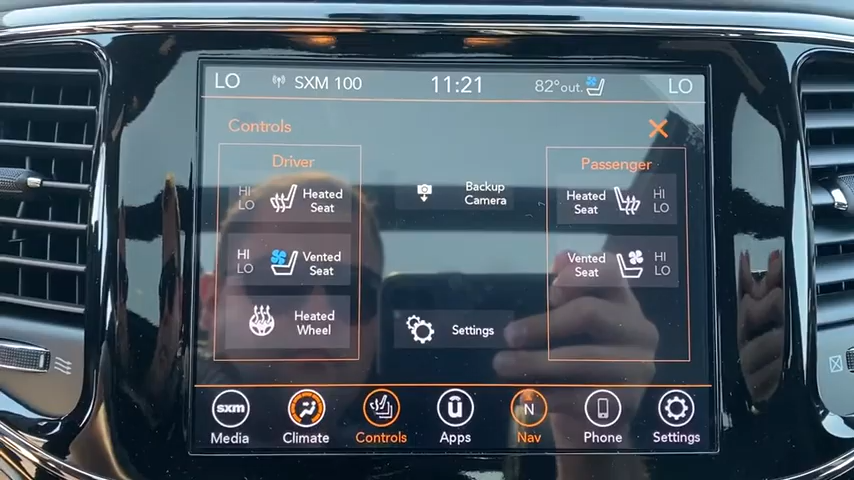 LO
SXM 100
11:21
82° out.
LO
Controls
Driver
Passenger
HI
LO
Heated
Seat
Backup
Camera
Heated
Seat
HI
LO
HI
LO
Vented
Seat
Vented
Seat
HI
LO
Heated
Wheel
Settings
sxm
Media
Climate
Controls
u
Apps
N
Nav
Phone
Settings